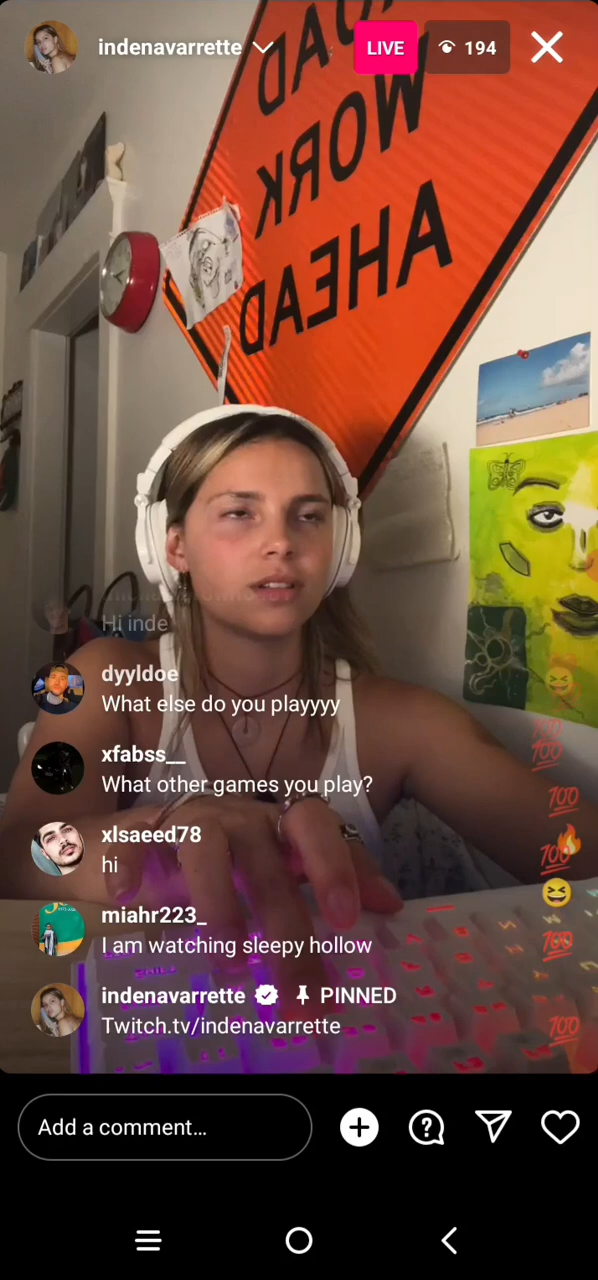 indenavarrette
LIVE
194
ROAD
WORK
AHEAD
Hi inde
dyyldoe
What else do you playyyy
xfabss__
What other games you play?
xlsaeed78
hi
miahr223_
I am watching sleepy hollow
indenavarrette PINNED
Twitch.tv/indenavarrette
Add a comment...